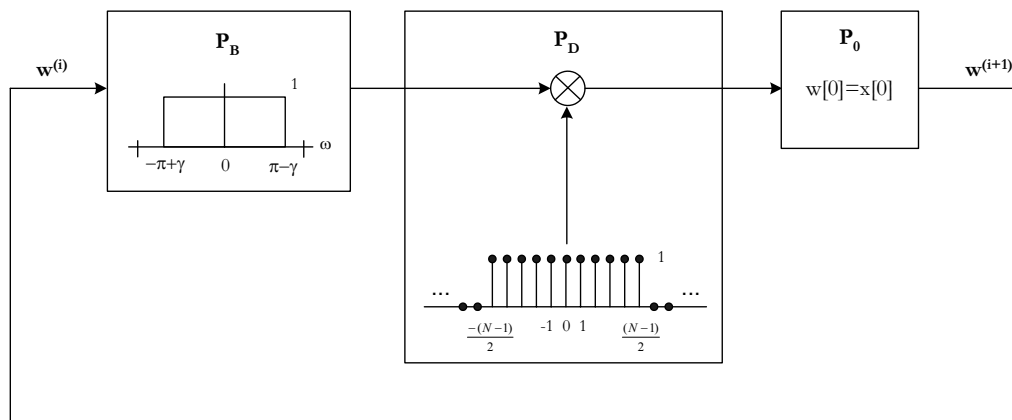 P_B
P_D
P_0
w^(i)
w[0]=x[0]
w^(i+1)
1
ω
−π+γ
0
π−γ
1
...
...
−(N−1)/2
-1 0 1
(N−1)/2